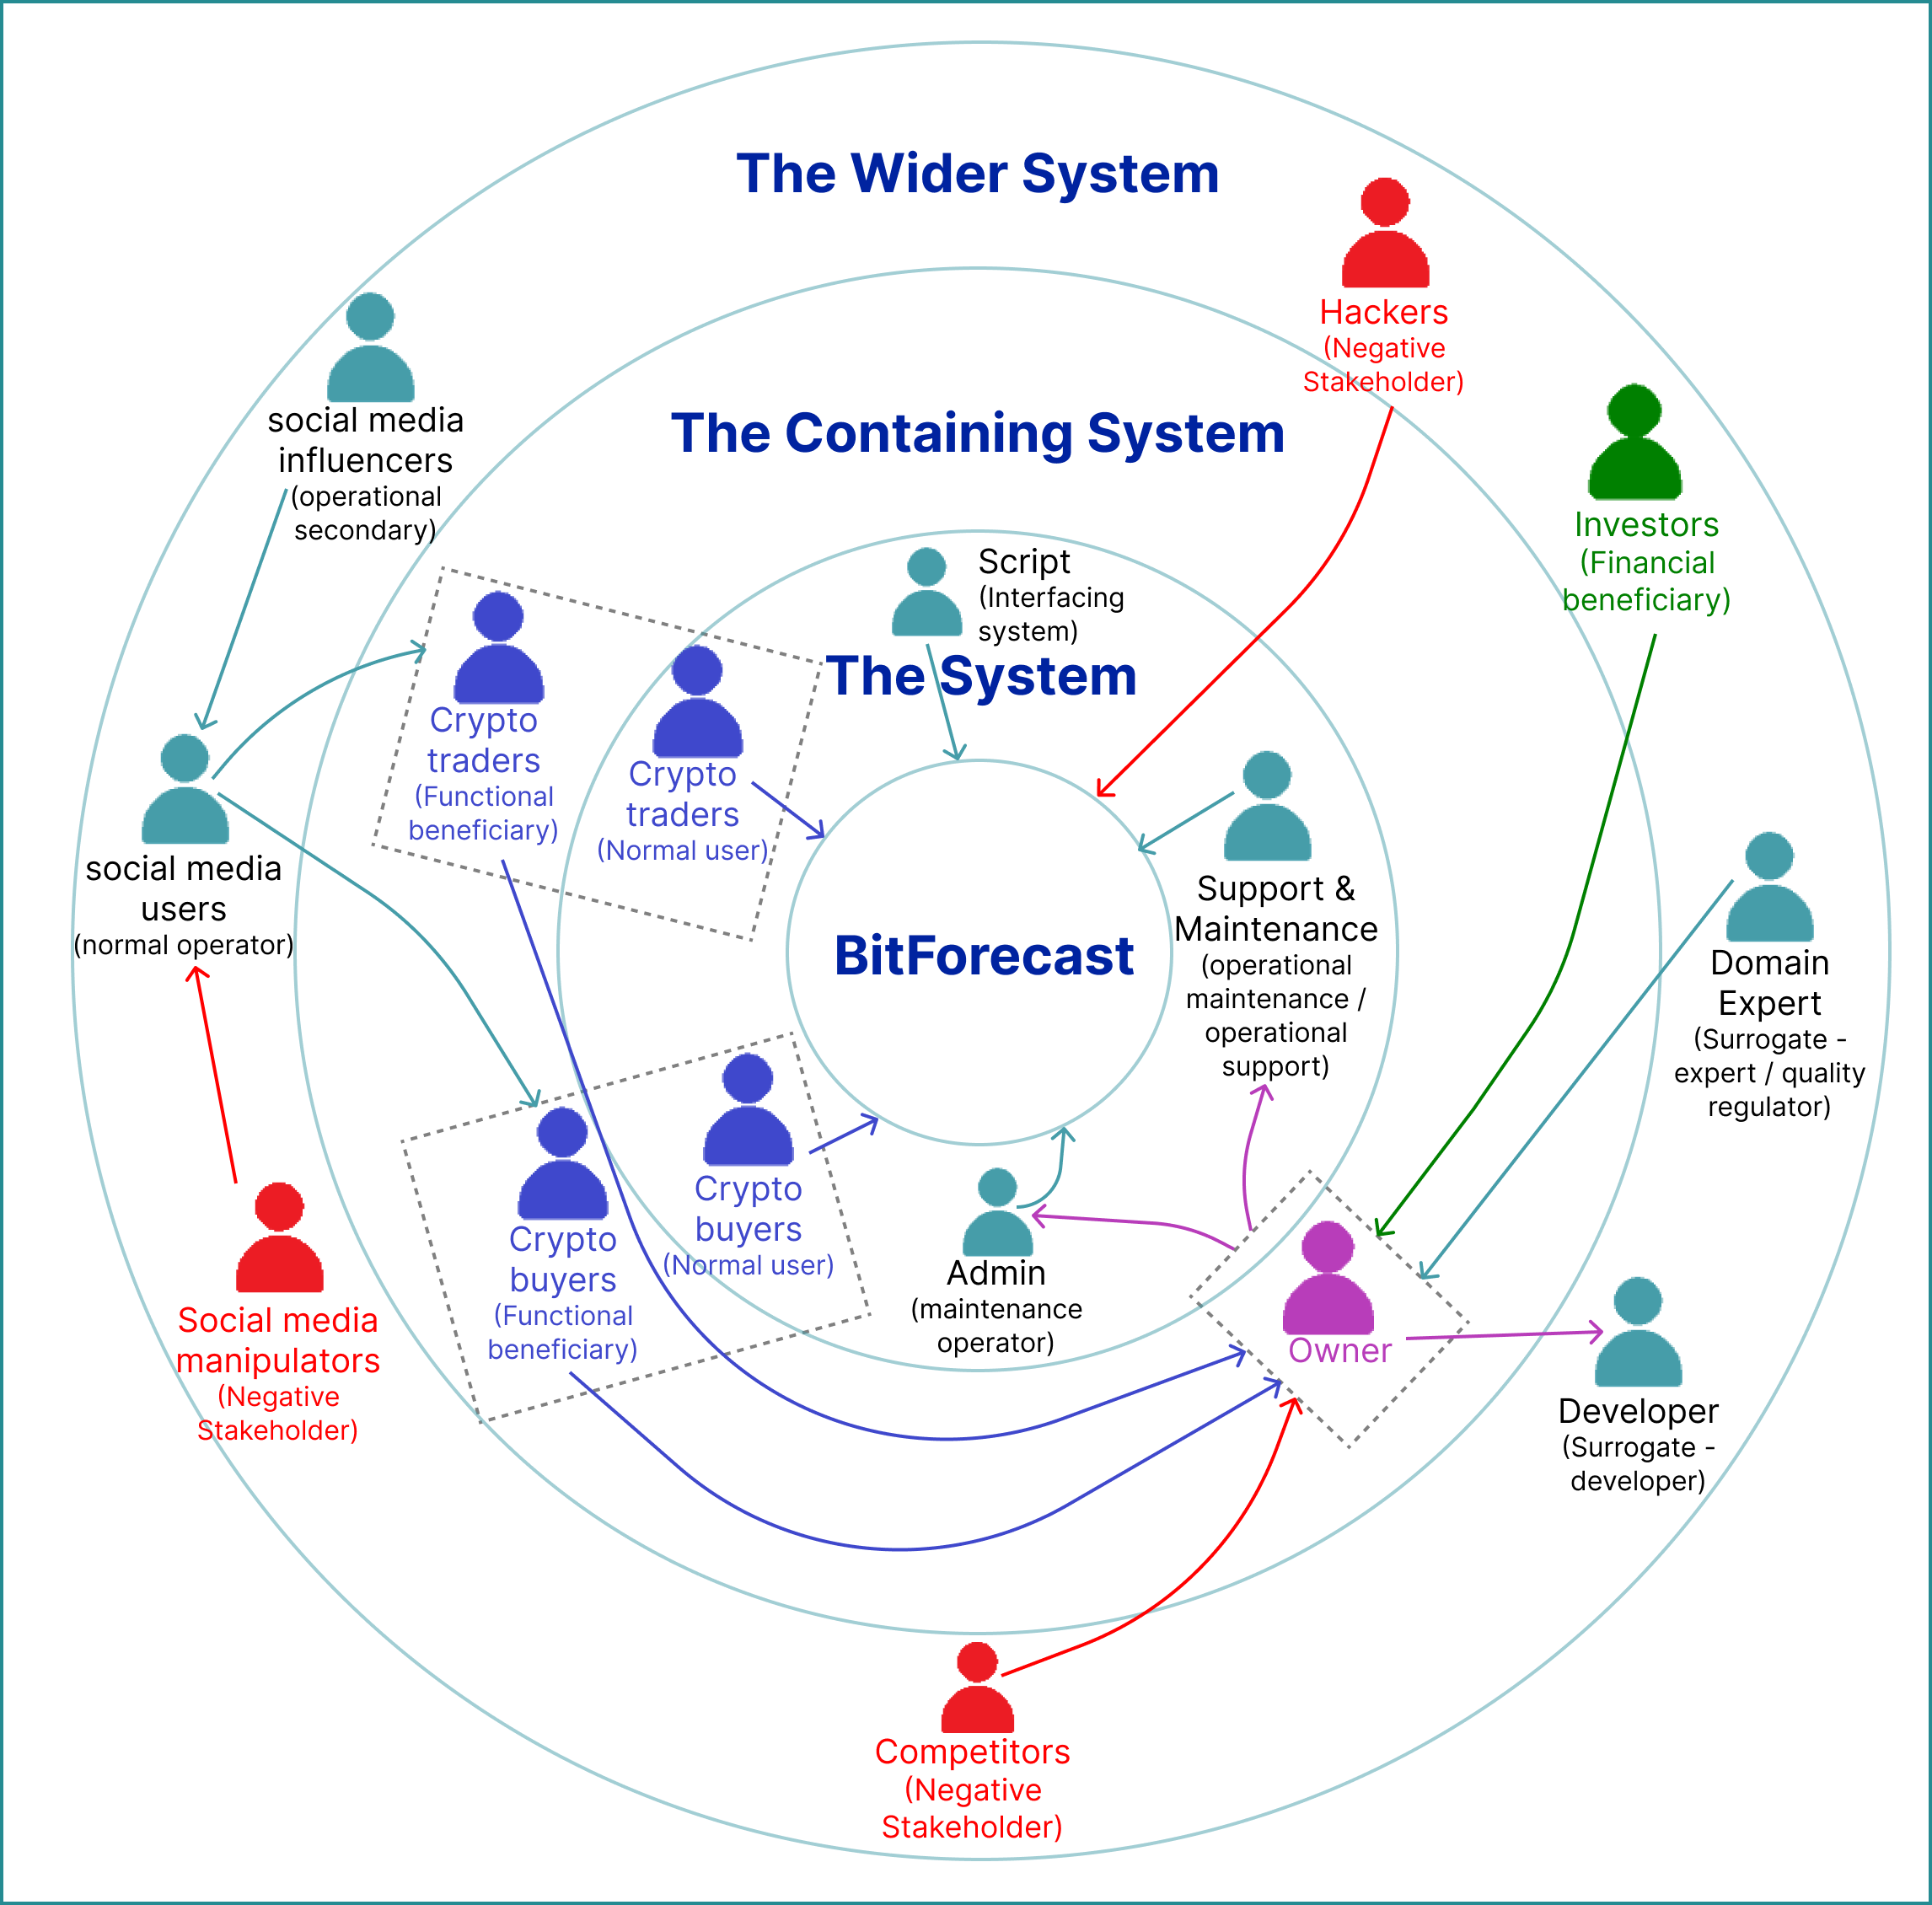 The Wider System
Hackers
(Negative
Stakeholder)
social media
influencers
(operational
secondary)
The Containing System
Investors
(Financial
beneficiary)
Script
(Interfacing
system)
The System
Crypto
traders
(Functional
beneficiary)
Crypto
traders
(Normal user)
social media
users
(normal operator)
Support &
Maintenance
(operational
maintenance /
operational
support)
BitForecast
Domain
Expert
(Surrogate -
expert / quality
regulator)
Crypto
buyers
(Normal user)
Crypto
buyers
(Functional
beneficiary)
Admin
(maintenance
operator)
Owner
Social media
manipulators
(Negative
Stakeholder)
Developer
(Surrogate -
developer)
Competitors
(Negative
Stakeholder)